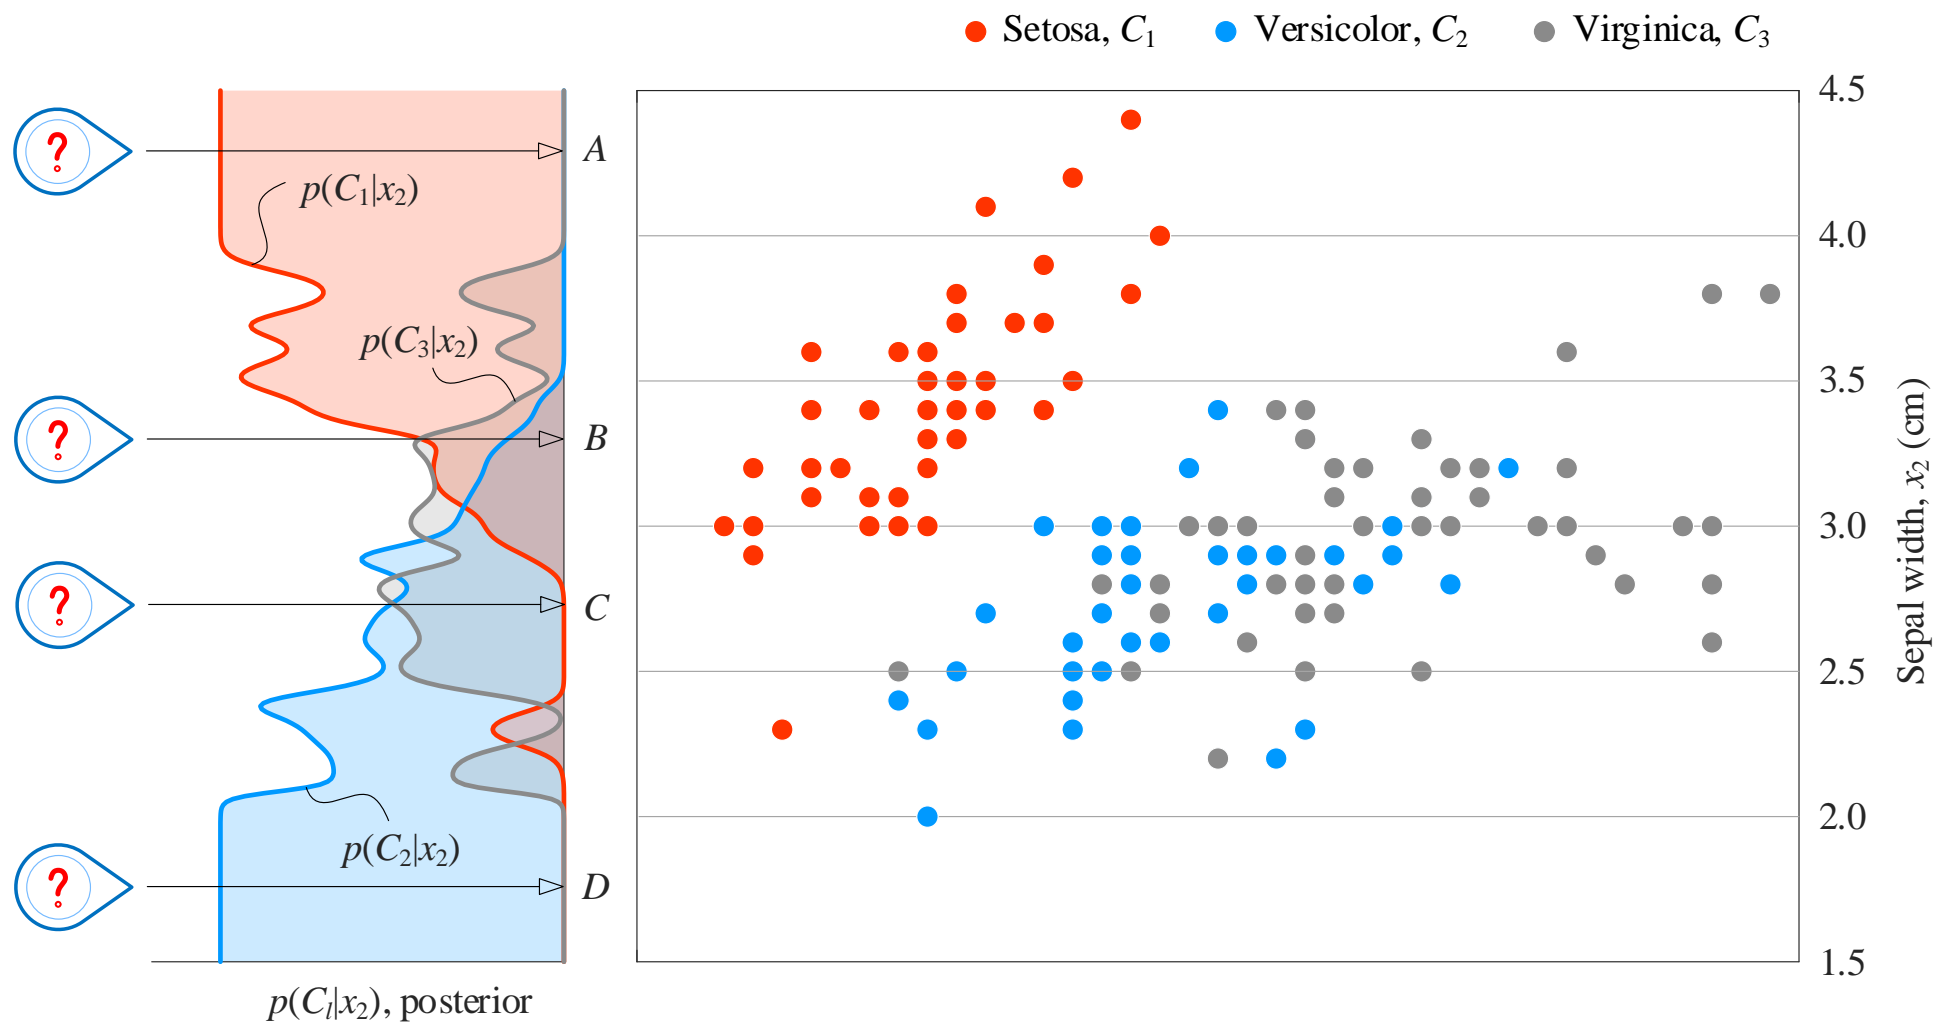 Setosa, C₁ Versicolor, C₂ Virginica, C₃
4.5
? A
p(C₁|x₂)
4.0
p(C₃|x₂)
3.5
? B
3.0
Sepal width, x₂ (cm)
? C
2.5
2.0
p(C₂|x₂)
? D
1.5
p(Cₗ|x₂), posterior